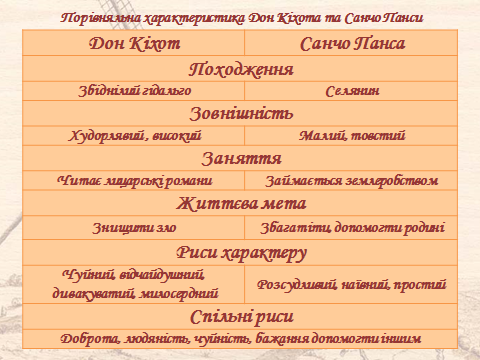 Порівняльна характеристика Дон Кіхота та Санчо Панси
Дон Кіхот Санчо Панса
Походження
Збіднілий гідальго Селянин
Зовнішність
Худорлявий , високий Малий, товстий
Заняття
Читає лицарські романи Займається землеробством
Життєва мета
Знищити зло Збагатіти, допомогти родині
Риси характеру
Чуйний, відчайдушний,
дивакуватий, милосердний Розсудливий, наївний, простий
Спільні риси
Доброта, людяність, чуйність, бажання допомогти іншим